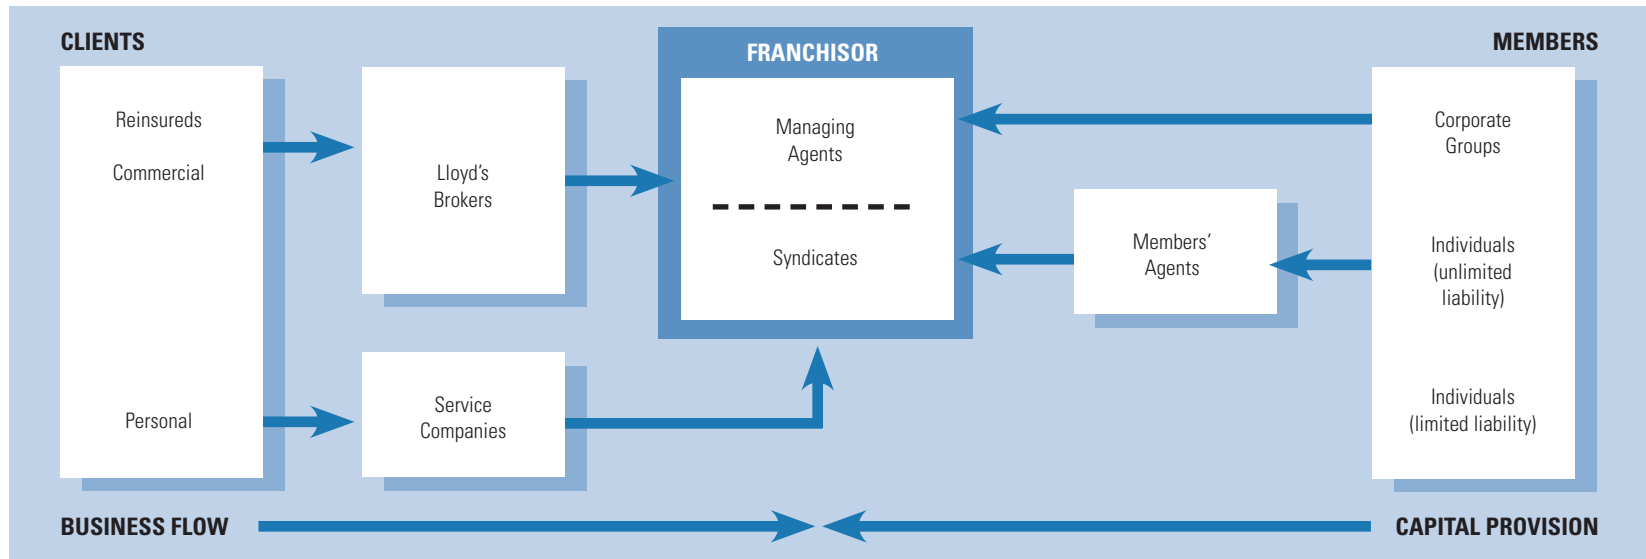 CLIENTS
Reinsureds
Commercial
Personal
Lloyd’s
Brokers
Service
Companies
FRANCHISOR
Managing
Agents
Syndicates
Members’
Agents
MEMBERS
Corporate
Groups
Individuals
(unlimited
liability)
Individuals
(limited liability)
BUSINESS FLOW
CAPITAL PROVISION